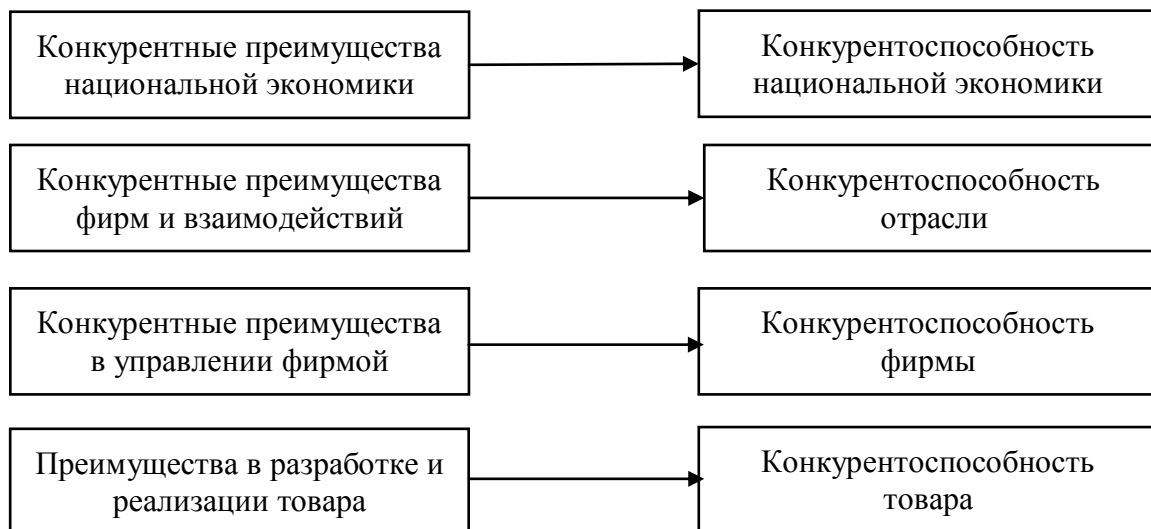 Конкурентные преимущества
национальной экономики
Конкурентоспособность
национальной экономики
Конкурентные преимущества
фирм и взаимодействий
Конкурентоспособность
отрасли
Конкурентные преимущества
в управлении фирмой
Конкурентоспособность
фирмы
Преимущества в разработке и
реализации товара
Конкурентоспособность
товара